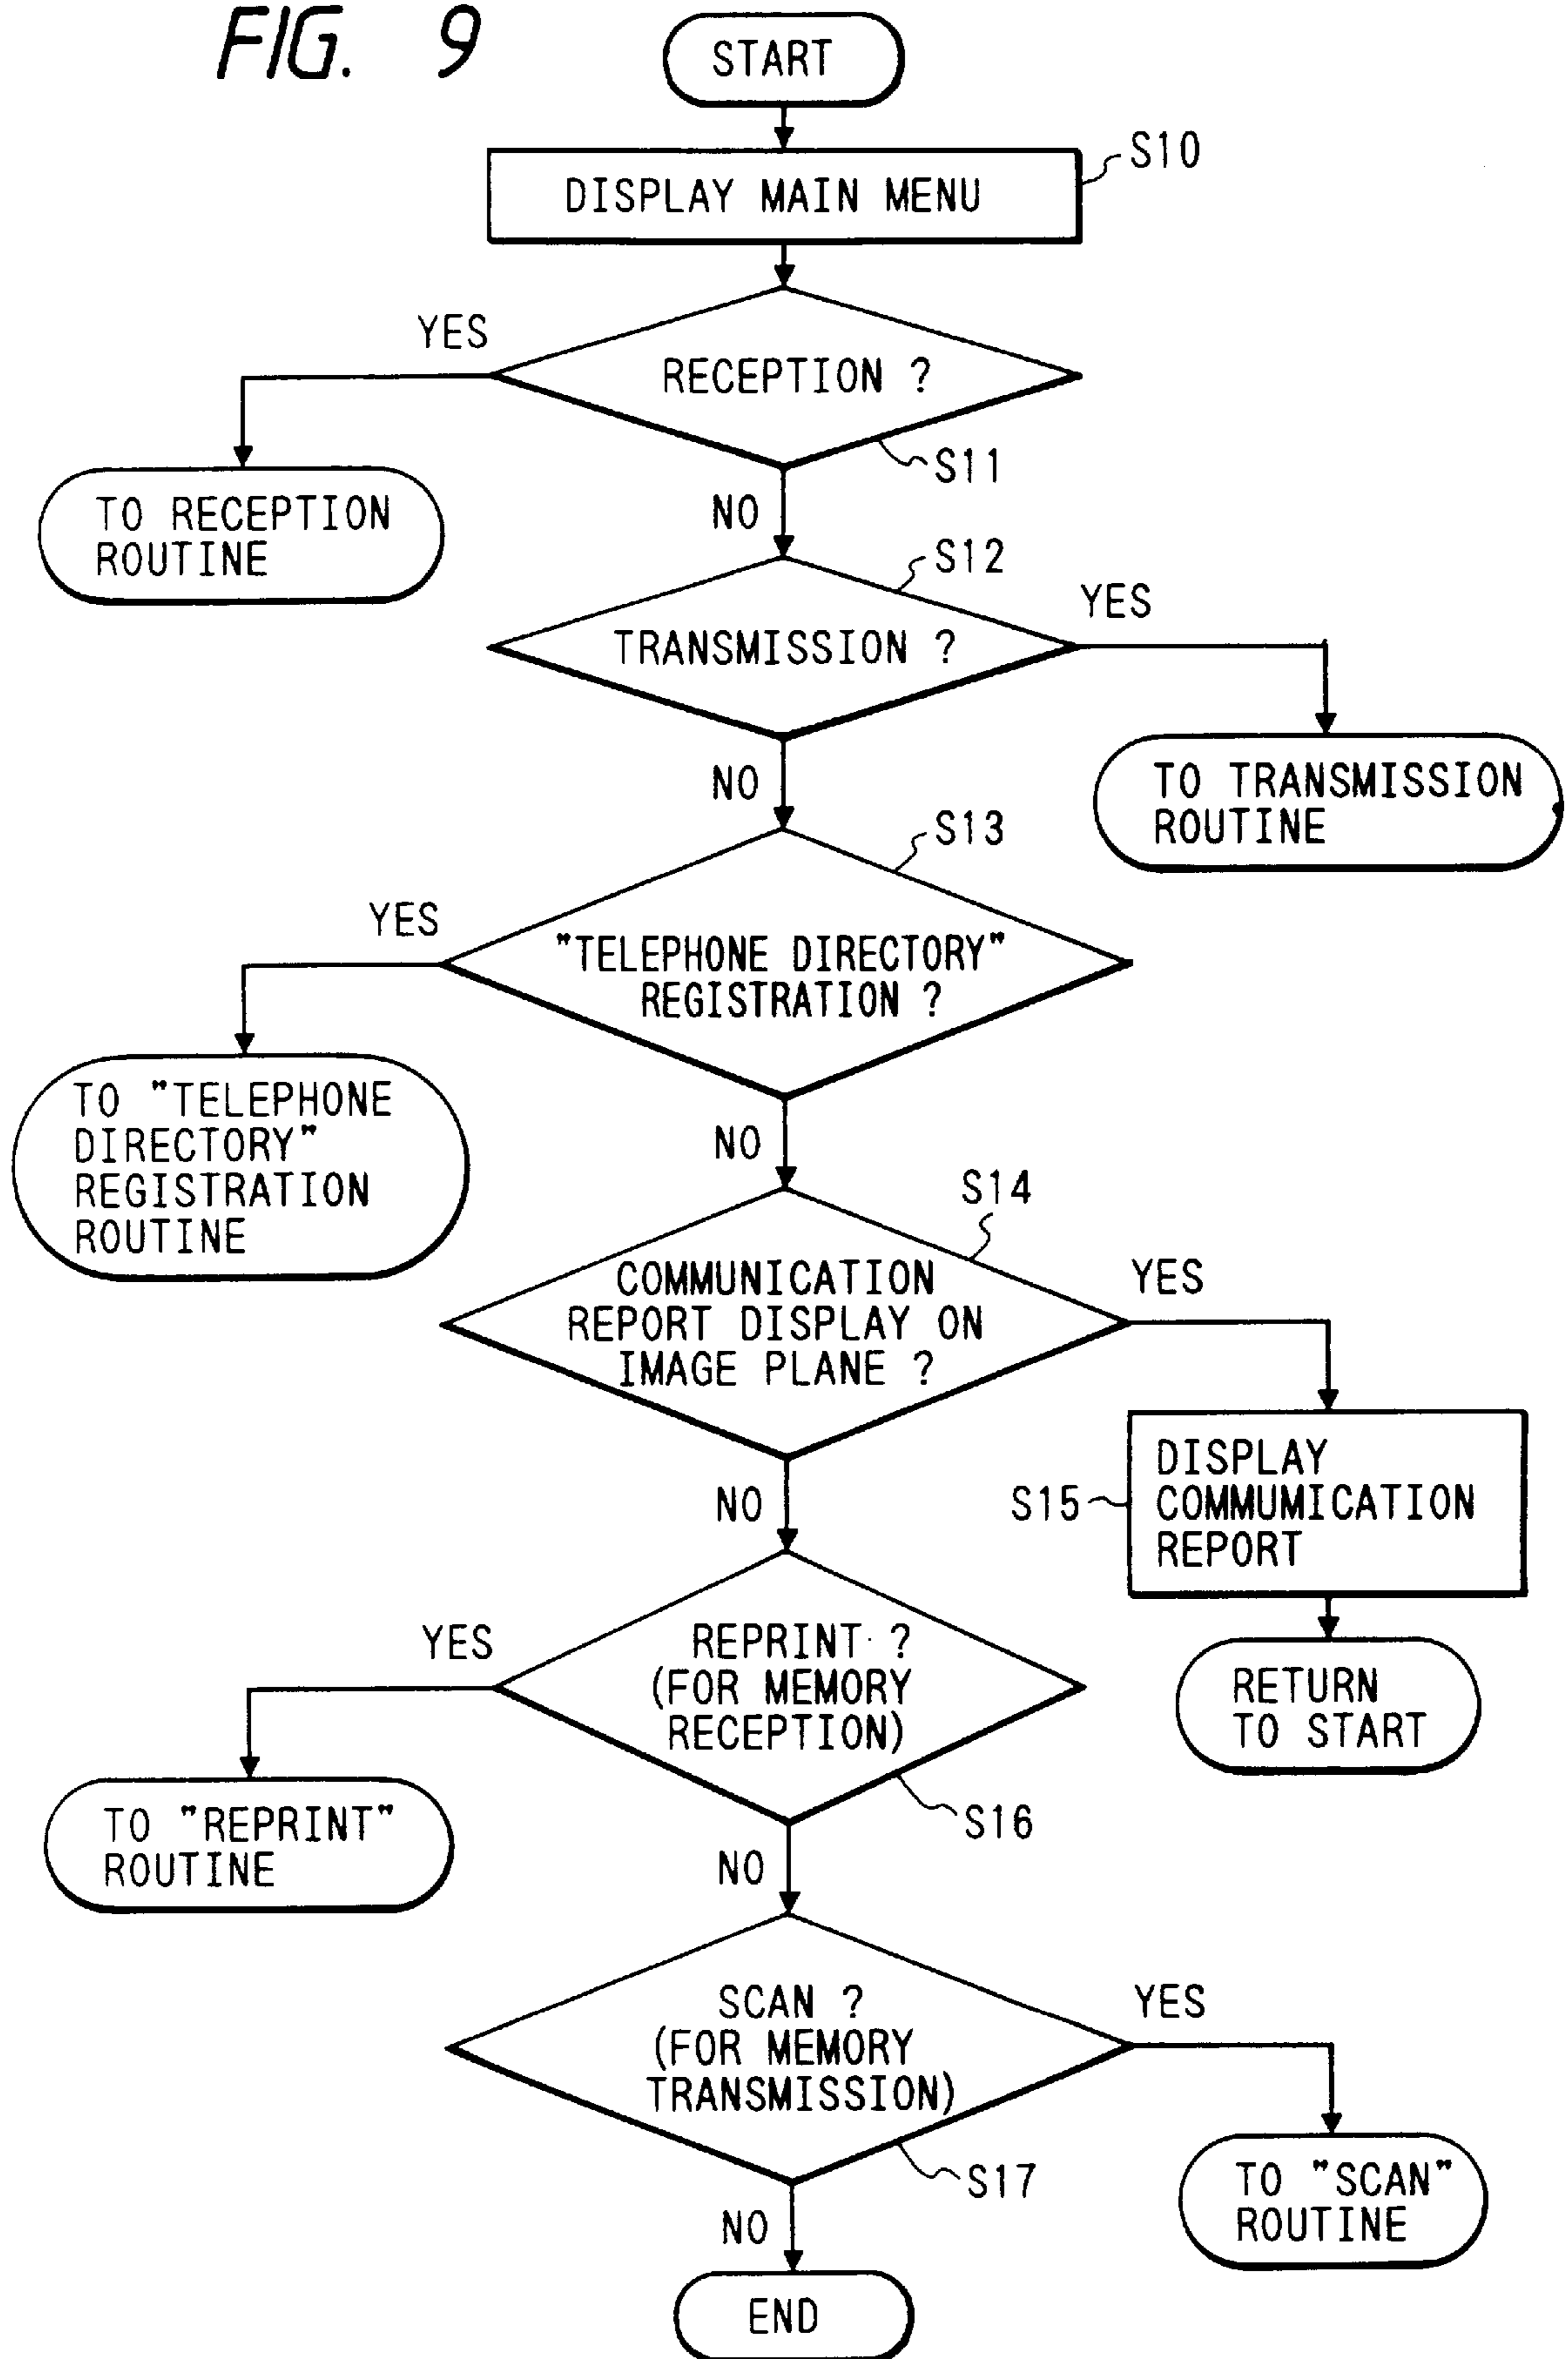 FIG. 9
START
S10
DISPLAY MAIN MENU
YES
RECEPTION ?
S11
TO RECEPTION
ROUTINE
NO
S12
YES
TRANSMISSION ?
TO TRANSMISSION
ROUTINE
NO
S13
YES
"TELEPHONE DIRECTORY"
REGISTRATION ?
TO "TELEPHONE
DIRECTORY"
REGISTRATION
ROUTINE
NO
S14
YES
COMMUNICATION
REPORT DISPLAY ON
IMAGE PLANE ?
S15
DISPLAY
COMMUMICATION
REPORT
NO
YES
REPRINT ?
(FOR MEMORY
RECEPTION)
RETURN
TO START
S16
TO "REPRINT"
ROUTINE
NO
YES
SCAN ?
(FOR MEMORY
TRANSMISSION)
S17
TO "SCAN"
ROUTINE
NO
END